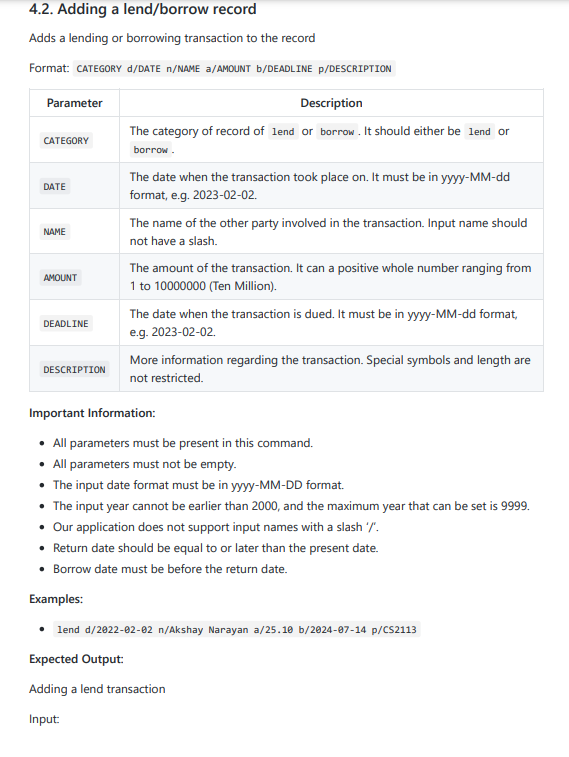 4.2. Adding a lend/borrow record
Adds a lending or borrowing transaction to the record
Format: CATEGORY d/DATE n/NAME a/AMOUNT b/DEADLINE p/DESCRIPTION
Parameter Description
CATEGORY The category of record of lend or borrow . It should either be lend or
borrow .
DATE The date when the transaction took place on. It must be in yyyy-MM-dd
format, e.g. 2023-02-02.
NAME The name of the other party involved in the transaction. Input name should
not have a slash.
AMOUNT The amount of the transaction. It can a positive whole number ranging from
1 to 10000000 (Ten Million).
DEADLINE The date when the transaction is dued. It must be in yyyy-MM-dd format,
e.g. 2023-02-02.
DESCRIPTION More information regarding the transaction. Special symbols and length are
not restricted.
Important Information:
• All parameters must be present in this command.
• All parameters must not be empty.
• The input date format must be in yyyy-MM-DD format.
• The input year cannot be earlier than 2000, and the maximum year that can be set is 9999.
• Our application does not support input names with a slash ‘/’.
• Return date should be equal to or later than the present date.
• Borrow date must be before the return date.
Examples:
• lend d/2022-02-02 n/Akshay Narayan a/25.10 b/2024-07-14 p/CS2113
Expected Output:
Adding a lend transaction
Input: